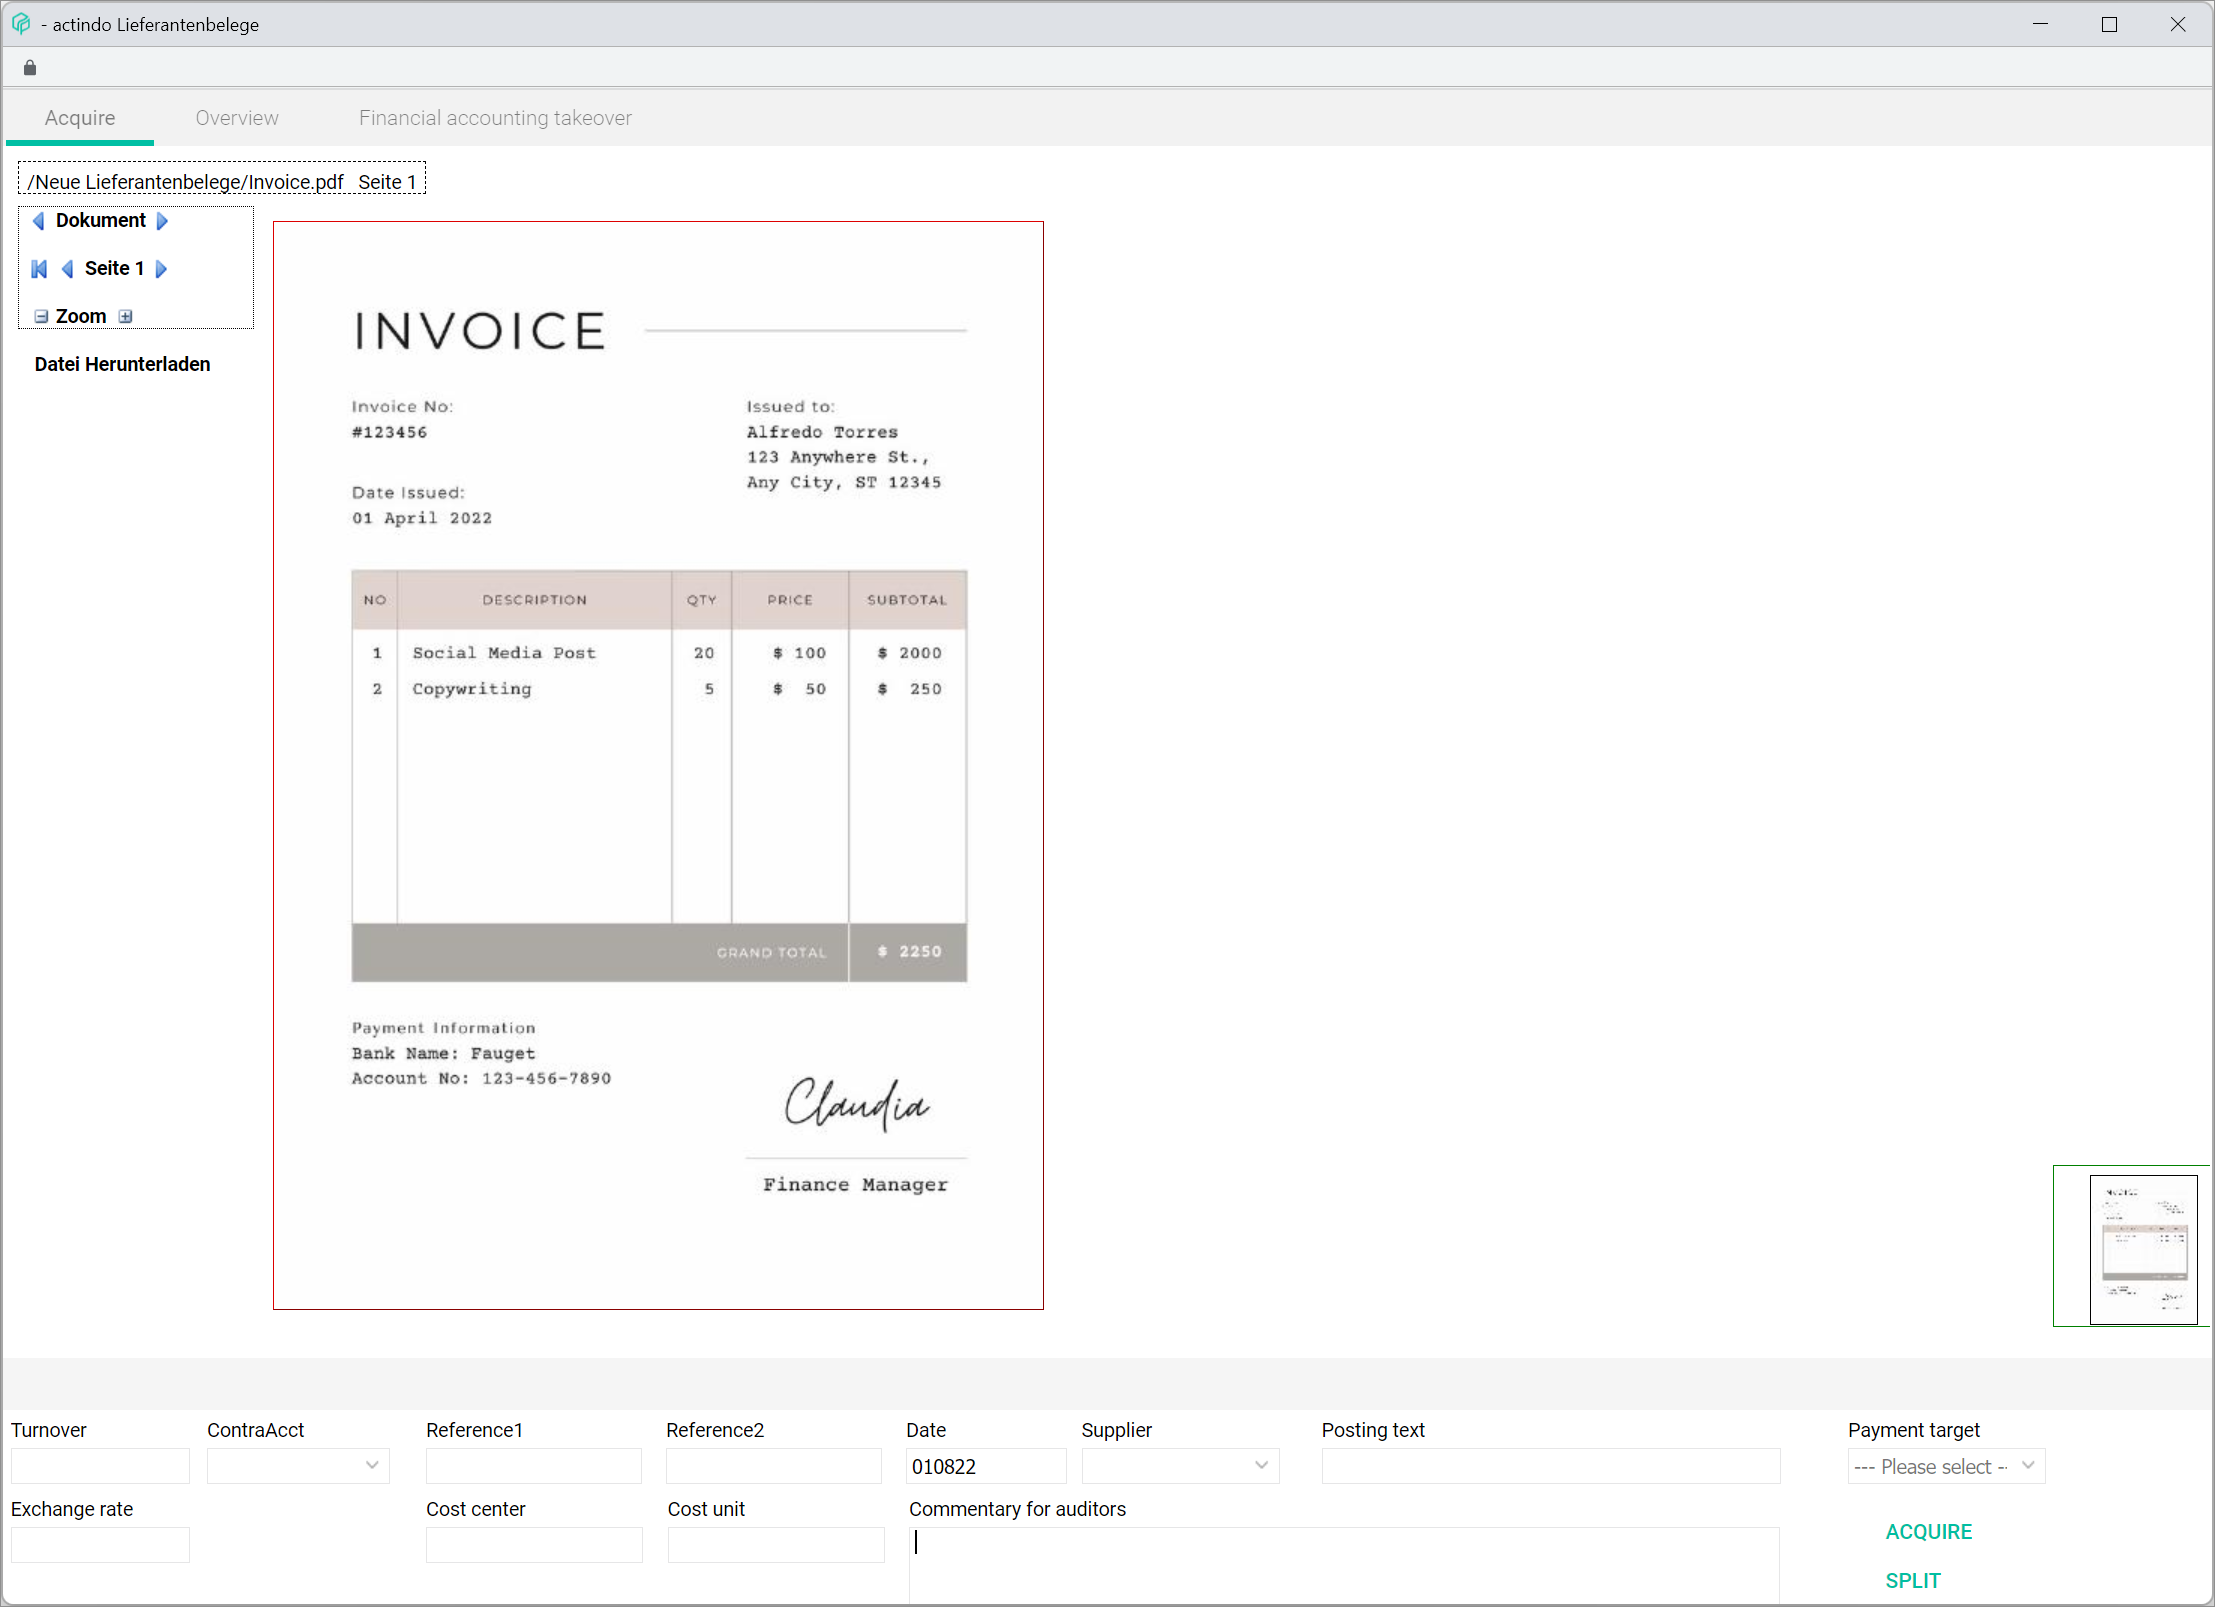 - actindo Lieferantenbelege
Acquire Overview Financial accounting takeover
/Neue Lieferantenbelege/Invoice.pdf Seite 1
Dokument
Seite 1
Zoom
Datei Herunterladen
INVOICE
Invoice No:
#123456
Issued to:
Alfredo Torres
123 Anywhere St.,
Any City, ST 12345
Date Issued:
01 April 2022
NO DESCRIPTION QTY PRICE SUBTOTAL
1 Social Media Post 20 $ 100 $ 2000
2 Copywriting 5 $ 50 $ 250
GRAND TOTAL $ 2250
Payment Information
Bank Name: Fauget
Account No: 123-456-7890
Claudia
Finance Manager
Turnover ContraAcct Reference1 Reference2 Date Supplier Posting text Payment target
010822 --- Please select -
Exchange rate Cost center Cost unit Commentary for auditors
ACQUIRE
SPLIT